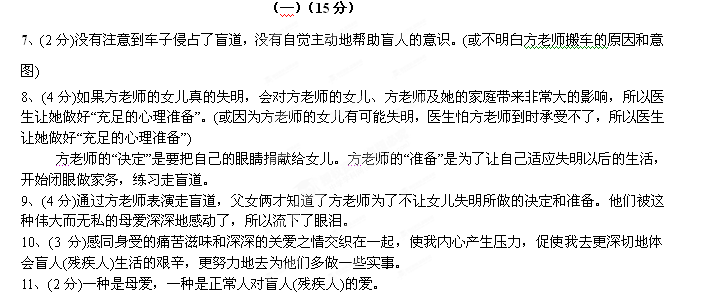 （一）（15分）
7、(2分)没有注意到车子侵占了盲道，没有自觉主动地帮助盲人的意识。(或不明白方老师搬车的原因和意
图)
8、(4分)如果方老师的女儿真的失明，会对方老师的女儿、方老师及她的家庭带来非常大的影响，所以医
生让她做好“充足的心理准备”。(或因为方老师的女儿有可能失明，医生怕方老师到时承受不了，所以医生
让她做好“充足的心理准备”)
方老师的“决定”是要把自己的眼睛捐献给女儿。方老师的“准备”是为了让自己适应失明以后的生活，
开始闭眼做家务，练习走盲道。
9、(4分)通过方老师表演走盲道，父女俩才知道了方老师为了不让女儿失明所做的决定和准备。他们被这
种伟大而无私的母爱深深地感动了，所以流下了眼泪。
10、(3 分)感同身受的痛苦滋味和深深的关爱之情交织在一起，使我内心产生压力，促使我去更深切地体
会盲人(残疾人)生活的艰辛，更努力地去为他们多做一些实事。
11、(2分)一种是母爱，一种是正常人对盲人(残疾人)的爱。